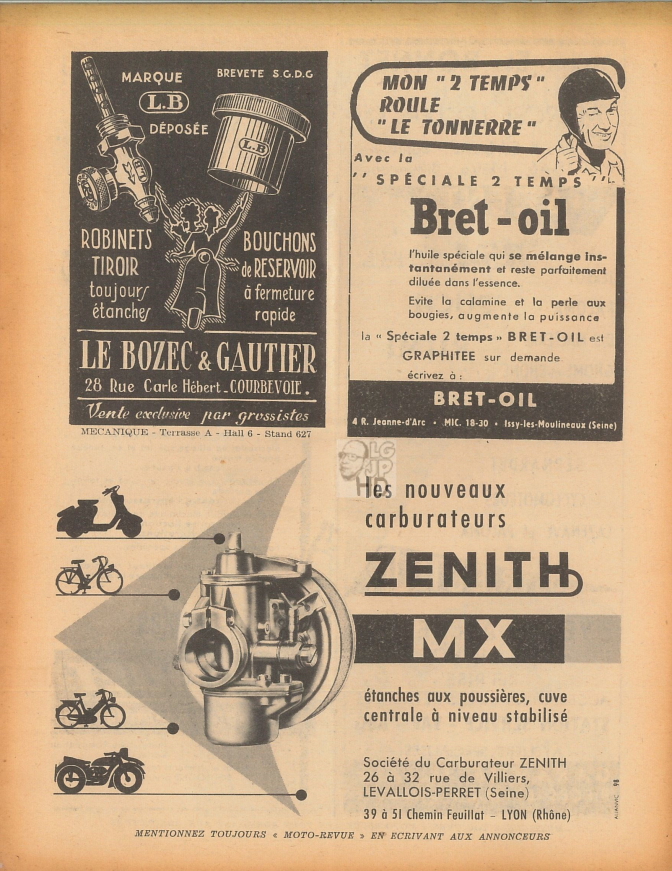 MARQUE
L.B
DÉPOSÉE
BREVETE S.G.D.G
L.B
L.B
ROBINETS
TIROIR
toujours
étanches
BOUCHONS
de RESERVOIR
à fermeture
rapide
LE BOZEC & GAUTIER
28 Rue Carle Hébert - COURBEVOIE.
Vente exclusive par grossistes
MECANIQUE - Terrasse A - Hall 6 - Stand 627
MON "2 TEMPS"
ROULE
"LE TONNERRE"
Avec la
"SPÉCIALE 2 TEMPS"
Bret-oil
l'huile spéciale qui se mélange ins-
tantanément et reste parfaitement
diluée dans l'essence.
Evite la calamine et la perle aux
bougies, augmente la puissance
la " Spéciale 2 temps » BRET-OIL est
GRAPHITEE sur demande
écrivez à :
BRET-OIL
4 R. Jeanne-d'Arc • MIC. 18-30 • Issy-les-Moulineaux (Seine)
LG
JP
HD
les nouveaux
carburateurs
ZENITH
MX
étanches aux poussières, cuve
centrale à niveau stabilisé
Société du Carburateur ZENITH
26 à 32 rue de Villiers,
LEVALLOIS-PERRET (Seine)
39 à 51 Chemin Feuillat - LYON (Rhône)
MENTIONNEZ TOUJOURS « MOTO-REVUE » EN ECRIVANT AUX ANNONCEURS